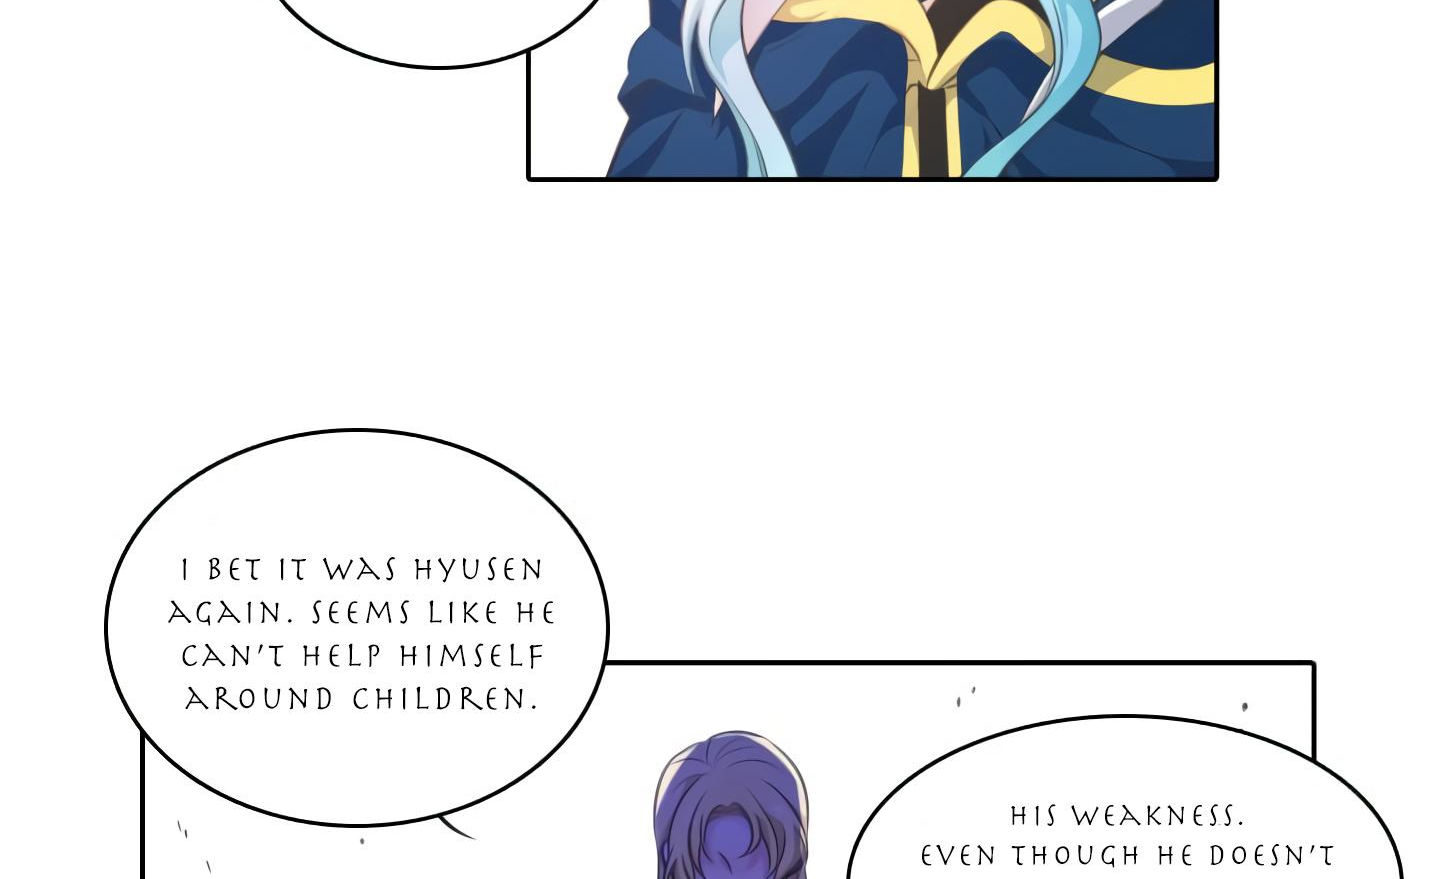 I BET IT WAS HYUSEN
AGAIN. SEEMS LIKE HE
CAN'T HELP HIMSELF
AROUND CHILDREN.
HIS WEAKNESS.
EVEN THOUGH HE DOESN'T